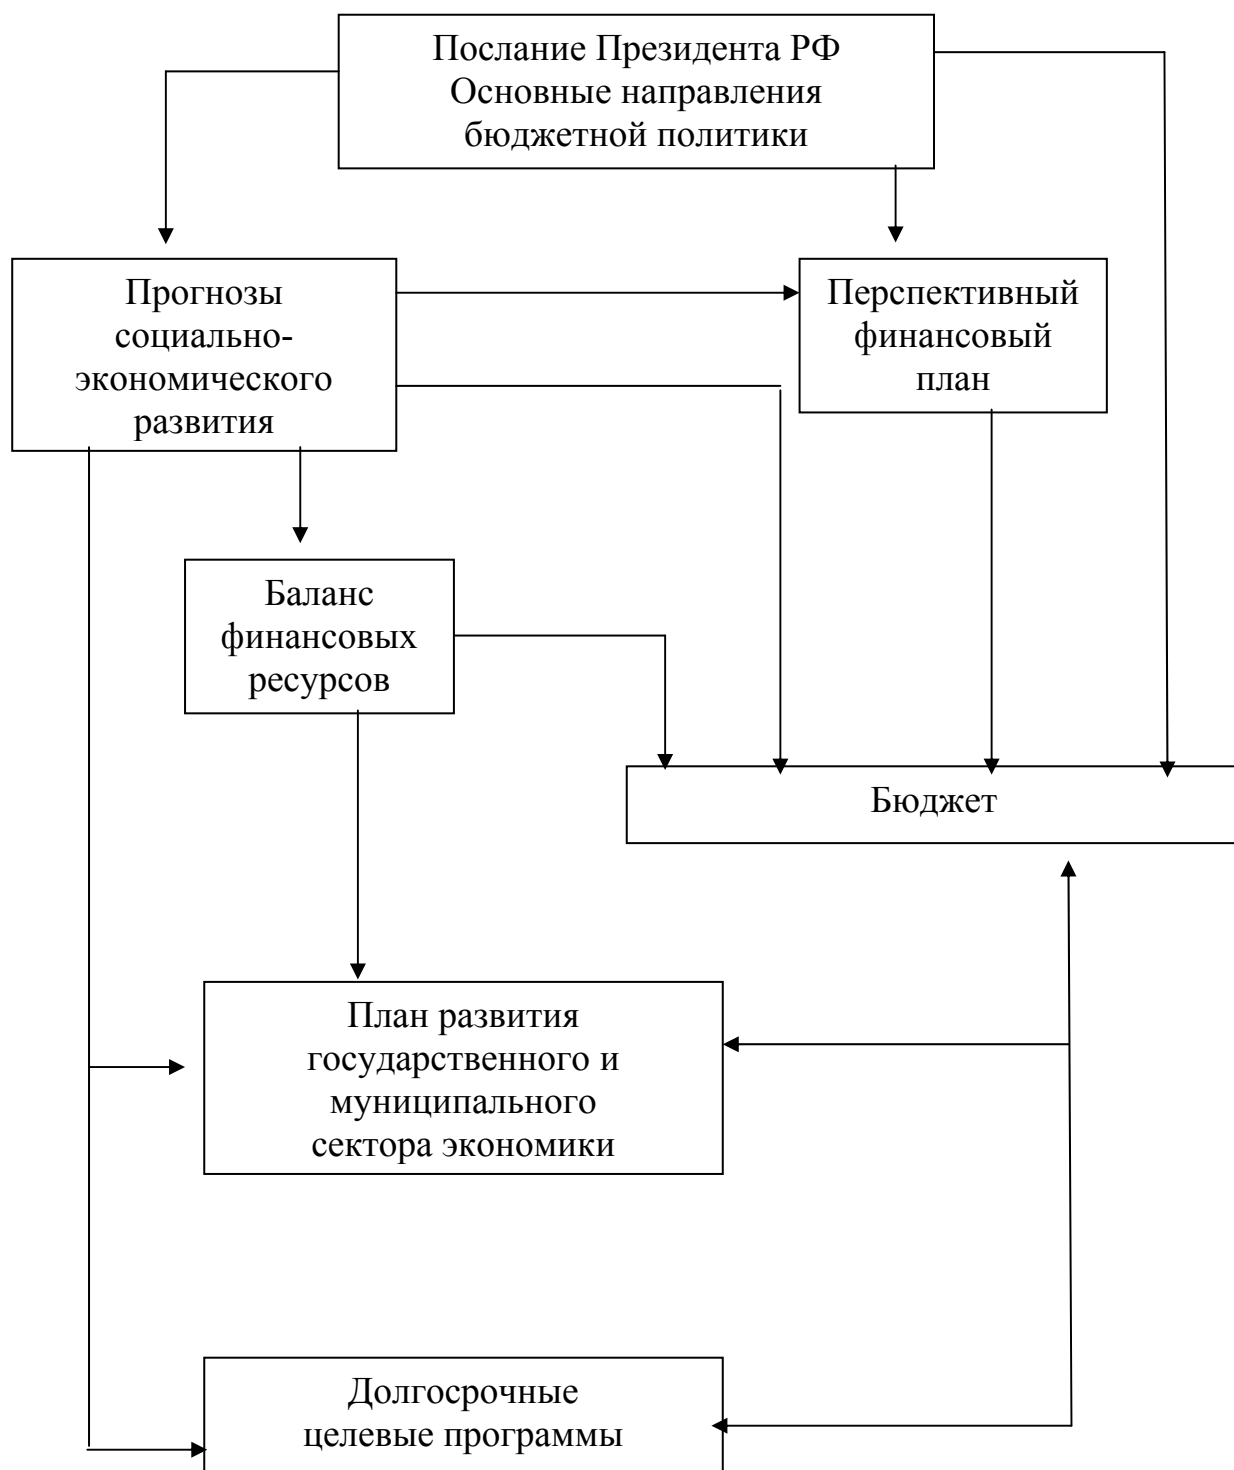 Послание Президента РФ
Основные направления
бюджетной политики
Прогнозы
социально-
экономического
развития
Перспективный
финансовый
план
Баланс
финансовых
ресурсов
Бюджет
План развития
государственного и
муниципального
сектора экономики
Долгосрочные
целевые программы